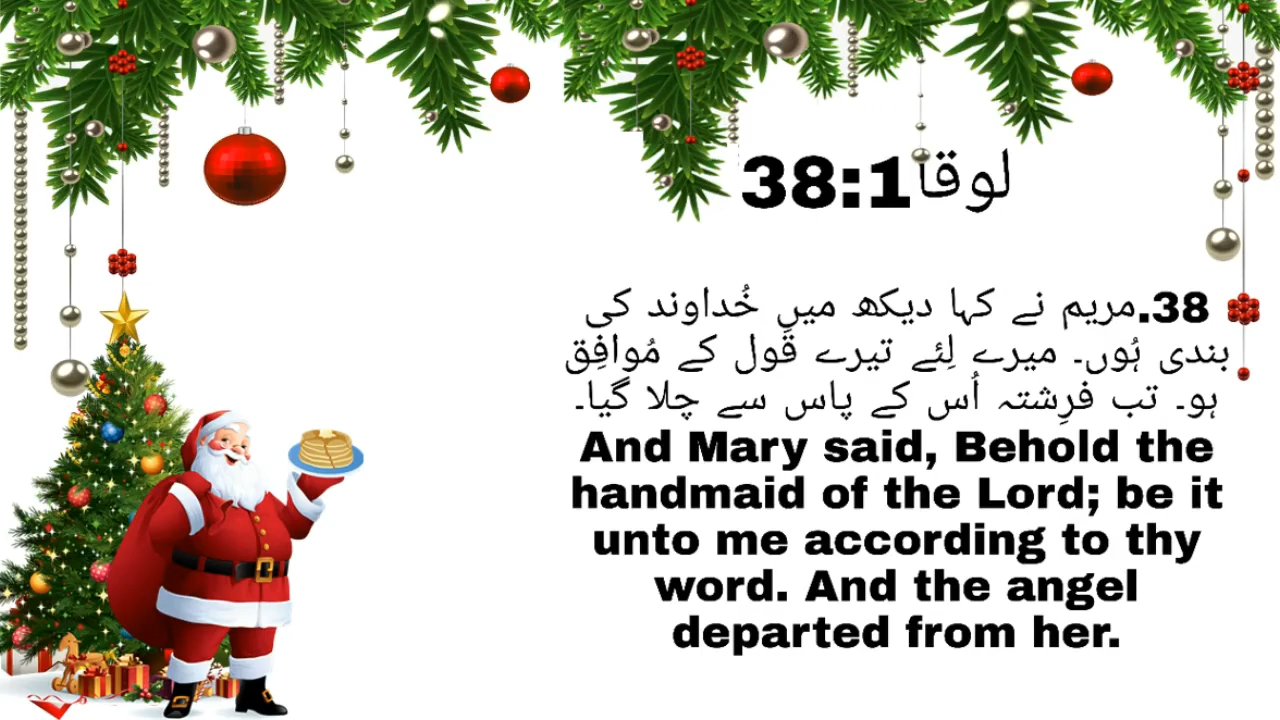 لوقا38:1
38.مریم نے کہا دیکھ میں خُداوند کی
بندی ہُوں۔ میرے لِئے تیرے قَول کے مُوافِق
ہو۔ تب فرِشتہ اُس کے پاس سے چلا گیا۔
And Mary said, Behold the
handmaid of the Lord; be it
unto me according to thy
word. And the angel
departed from her.